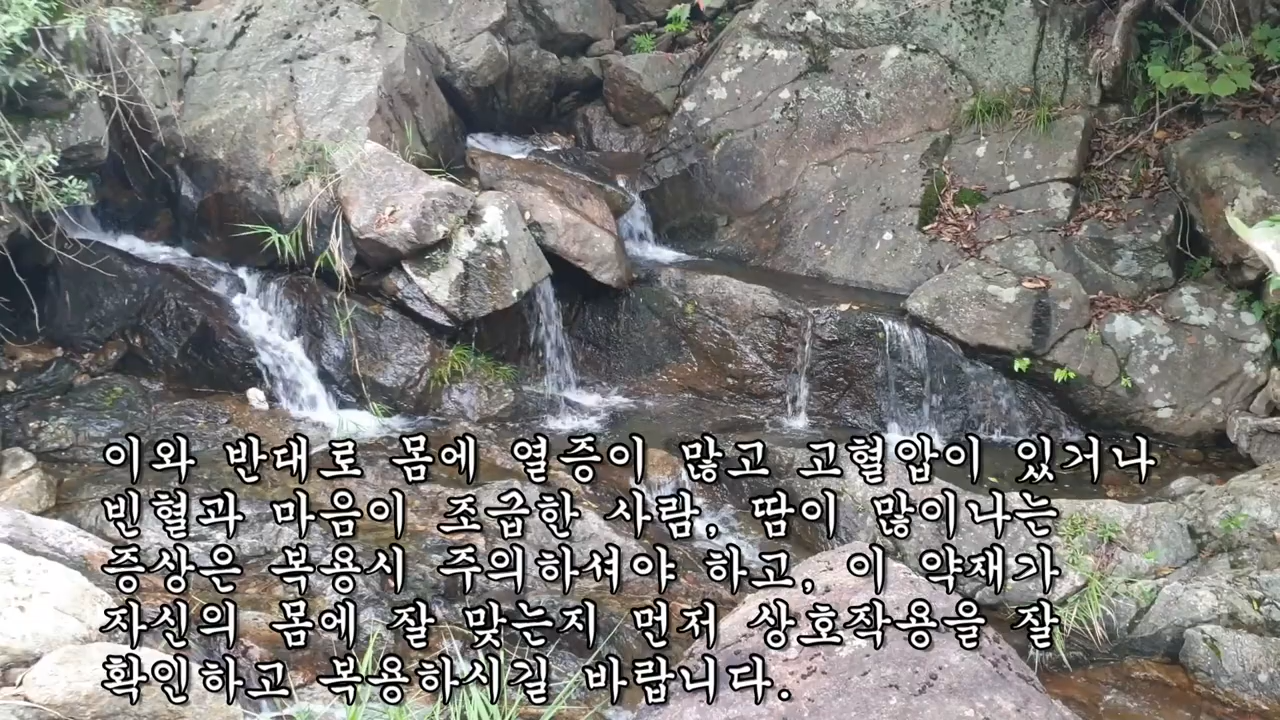 이와 반대로 몸에 열증이 많고 고혈압이 있거나
빈혈과 마음이 조급한 사람, 땀이 많이나는
증상은 복용시 주의하셔야 하고, 이 약재가
자신의 몸에 잘 맞는지 먼저 상호작용을 잘
확인하고 복용하시길 바랍니다.